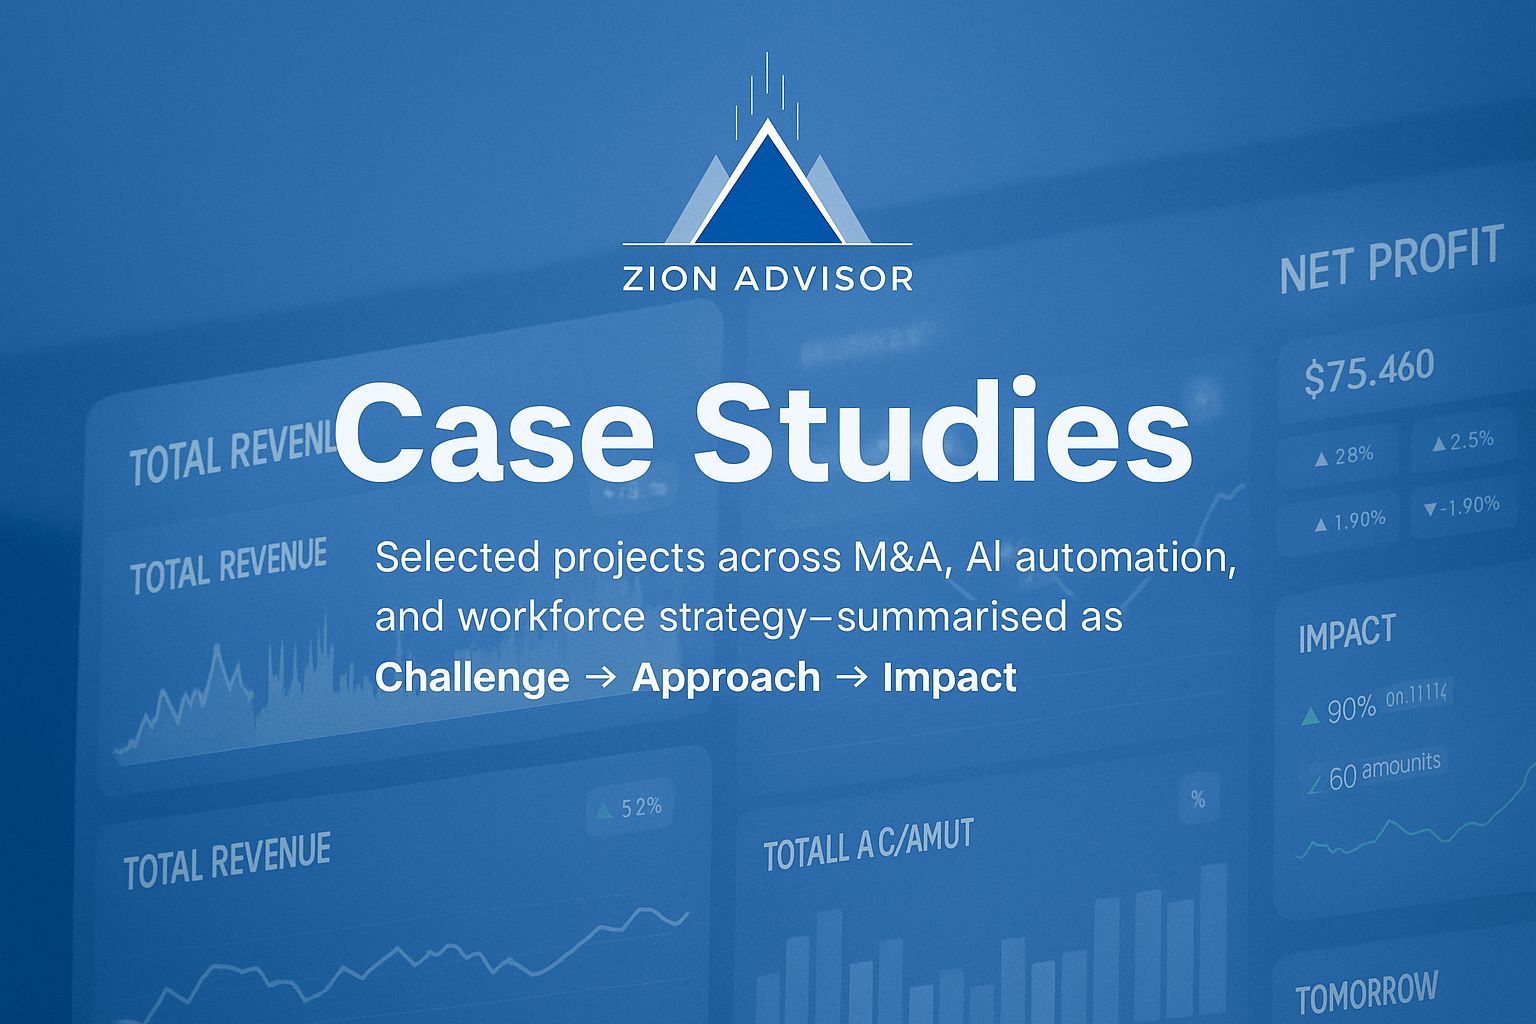 ZION ADVISOR
Case Studies
Selected projects across M&A, AI automation,
and workforce strategy–summarised as
Challenge → Approach → Impact
TOTAL REVENU
TOTAL REVENUE
TOTAL REVENUE
▲ 52%
TOTALL A C/AMUT
%
NET PROFIT
$75.460
▲ 28%
▲ 2.5%
▲ 1.90%
▼-1.90%
IMPACT
▲ 90%
60 amounits
TOMORROW